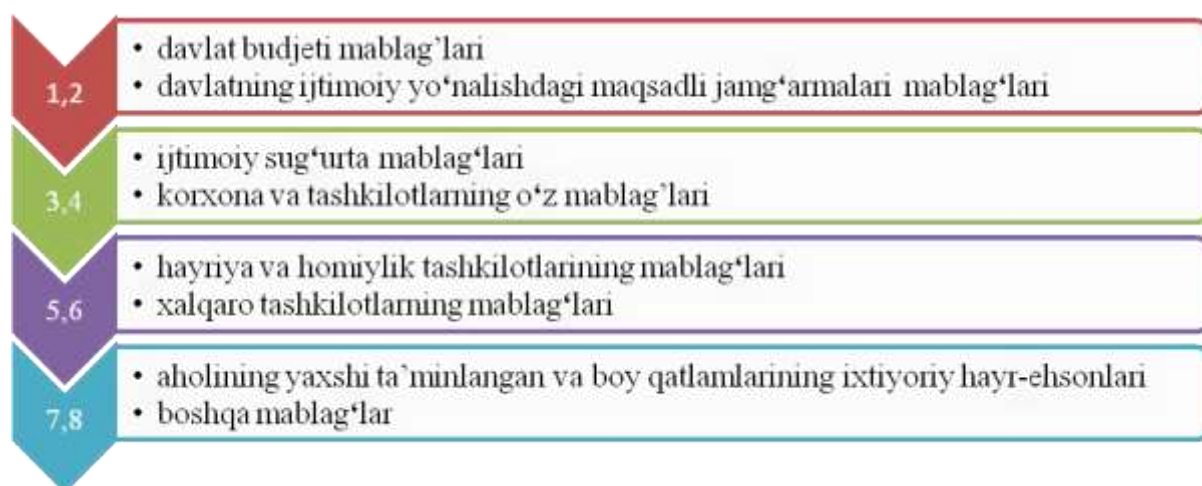 1,2
• davlat budjeti mablag’lari
• davlatning ijtimoiy yo‘nalishdagi maqsadli jamg‘armalari mablag‘lari
3,4
• ijtimoiy sug‘urta mablag‘lari
• korxona va tashkilotlarning o‘z mablag’lari
5,6
• hayriya va homiylik tashkilotlarining mablag‘lari
• xalqaro tashkilotlarning mablag‘lari
7,8
• aholining yaxshi ta’minlangan va boy qatlamlarining ixtiyoriy hayr-ehsonlari
• boshqa mablag‘lar